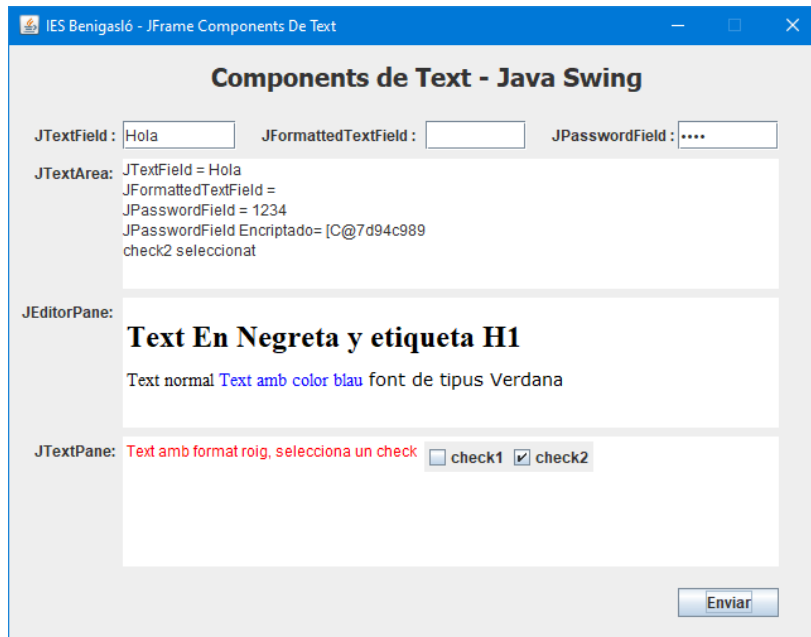 IES Benigasló - JFrame Components De Text
Components de Text - Java Swing
JTextField : Hola JFormattedTextField : JPasswordField : ••••
JTextArea: JTextField = Hola
JFormattedTextField =
JPasswordField = 1234
JPasswordField Encriptado= [C@7d94c989
check2 seleccionat
JEditorPane:
Text En Negreta y etiqueta H1
Text normal Text amb color blau font de tipus Verdana
JTextPane: Text amb format roig, selecciona un check check1 check2
Enviar